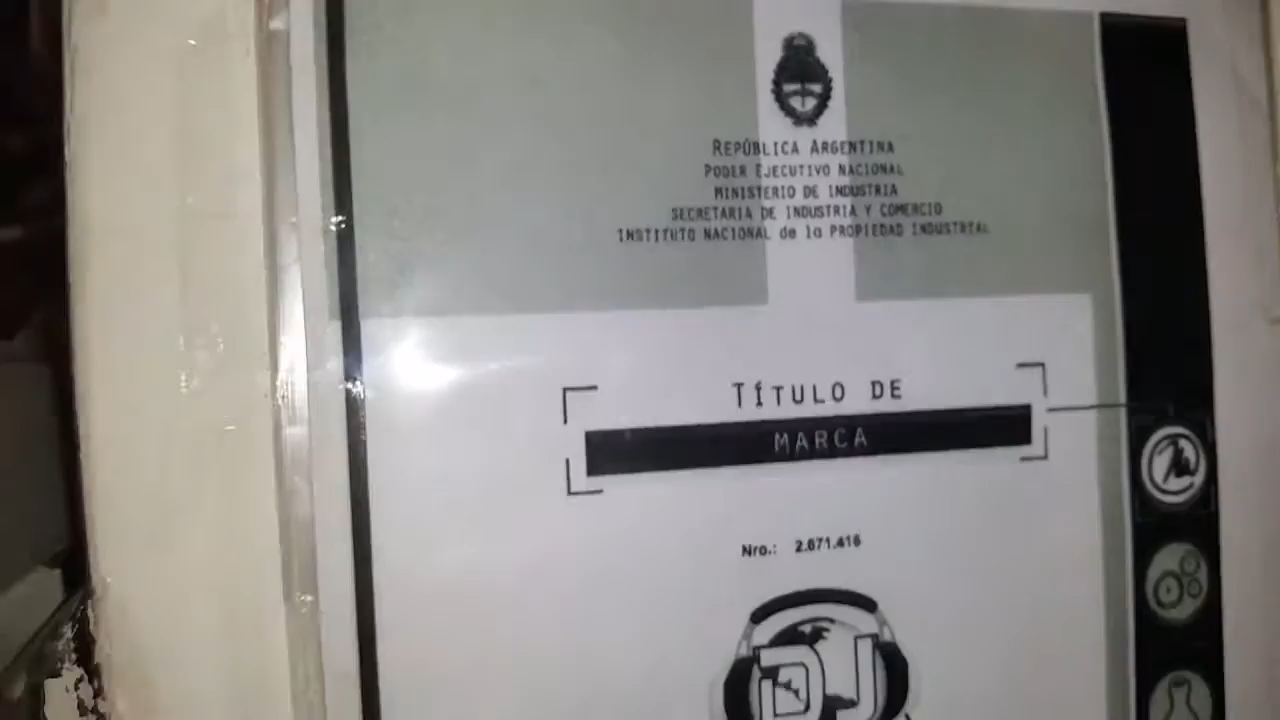 REPÚBLICA ARGENTINA
PODER EJECUTIVO NACIONAL
MINISTERIO DE INDUSTRIA
SECRETARIA DE INDUSTRIA Y COMERCIO
INSTITUTO NACIONAL de la PROPIEDAD INDUSTRIAL
TÍTULO DE
MARCA
Nro.: 2.671.416
DJ